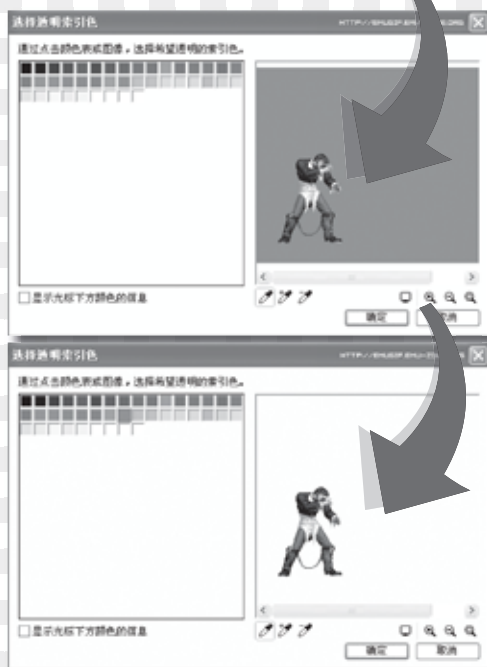 选择透明索引色
通过点击颜色表或图像，选择希望透明的索引色。
显示光标下方颜色的信息
确定
选择透明索引色
通过点击颜色表或图像，选择希望透明的索引色。
显示光标下方颜色的信息
确定 取消